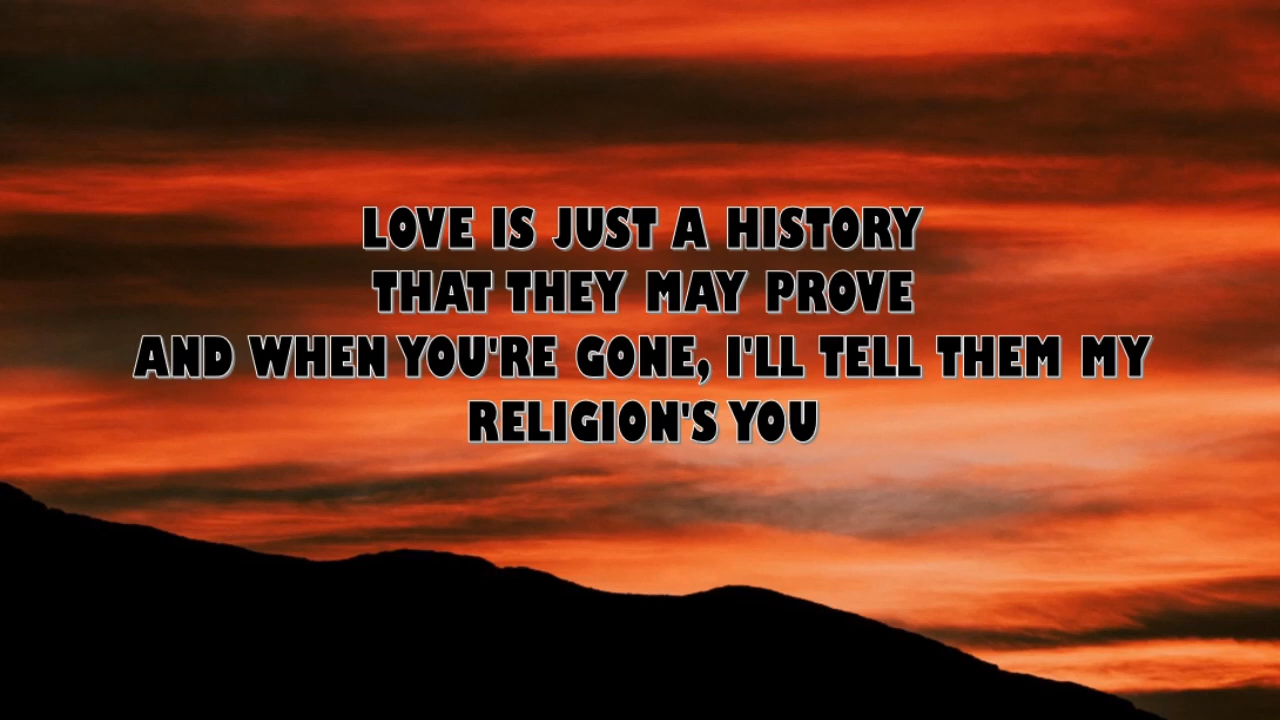 LOVE IS JUST A HISTORY
THAT THEY MAY PROVE
AND WHEN YOU'RE GONE, I'LL TELL THEM MY
RELIGION'S YOU